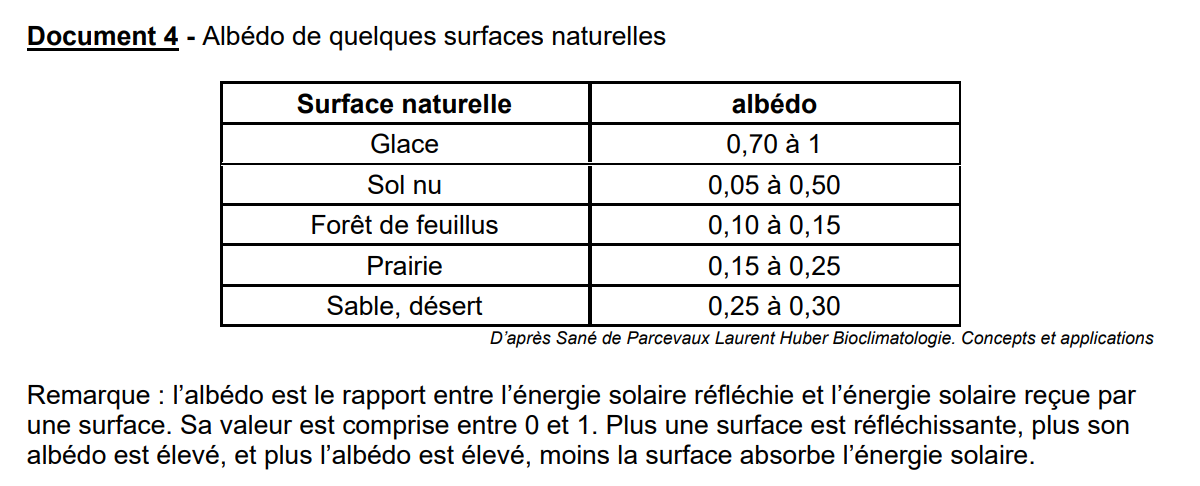 Document 4 - Albédo de quelques surfaces naturelles
Surface naturelle albédo
Glace 0,70 à 1
Sol nu 0,05 à 0,50
Forêt de feuillus 0,10 à 0,15
Prairie 0,15 à 0,25
Sable, désert 0,25 à 0,30
D'après Sané de Parcevaux Laurent Huber Bioclimatologie. Concepts et applications
Remarque : l'albédo est le rapport entre l'énergie solaire réfléchie et l'énergie solaire reçue par
une surface. Sa valeur est comprise entre 0 et 1. Plus une surface est réfléchissante, plus son
albédo est élevé, et plus l'albédo est élevé, moins la surface absorbe l'énergie solaire.